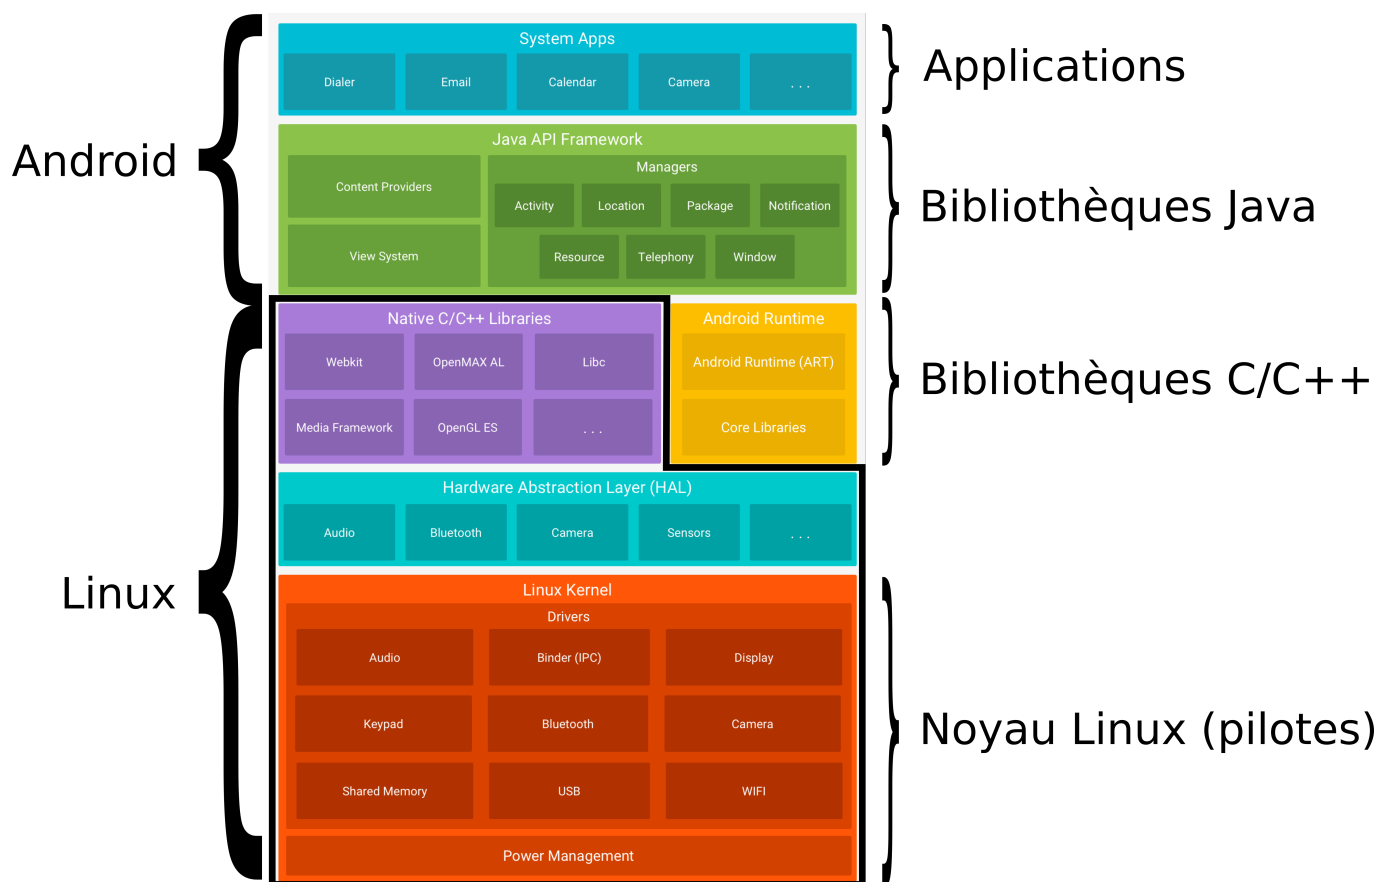 System Apps
Applications
Dialer
Email
Calendar
Camera
. . .
Android
Java API Framework
Bibliothèques Java
Content Providers
View System
Managers
Activity
Location
Package
Notification
Resource
Telephony
Window
Native C/C++ Libraries
Webkit
OpenMAX AL
Libc
Media Framework
OpenGL ES
. . .
Android Runtime
Android Runtime (ART)
Core Libraries
Bibliothèques C/C++
Hardware Abstraction Layer (HAL)
Audio
Bluetooth
Camera
Sensors
. . .
Linux
Linux Kernel
Drivers
Audio
Binder (IPC)
Display
Keypad
Bluetooth
Camera
Shared Memory
USB
WIFI
Power Management
Noyau Linux (pilotes)